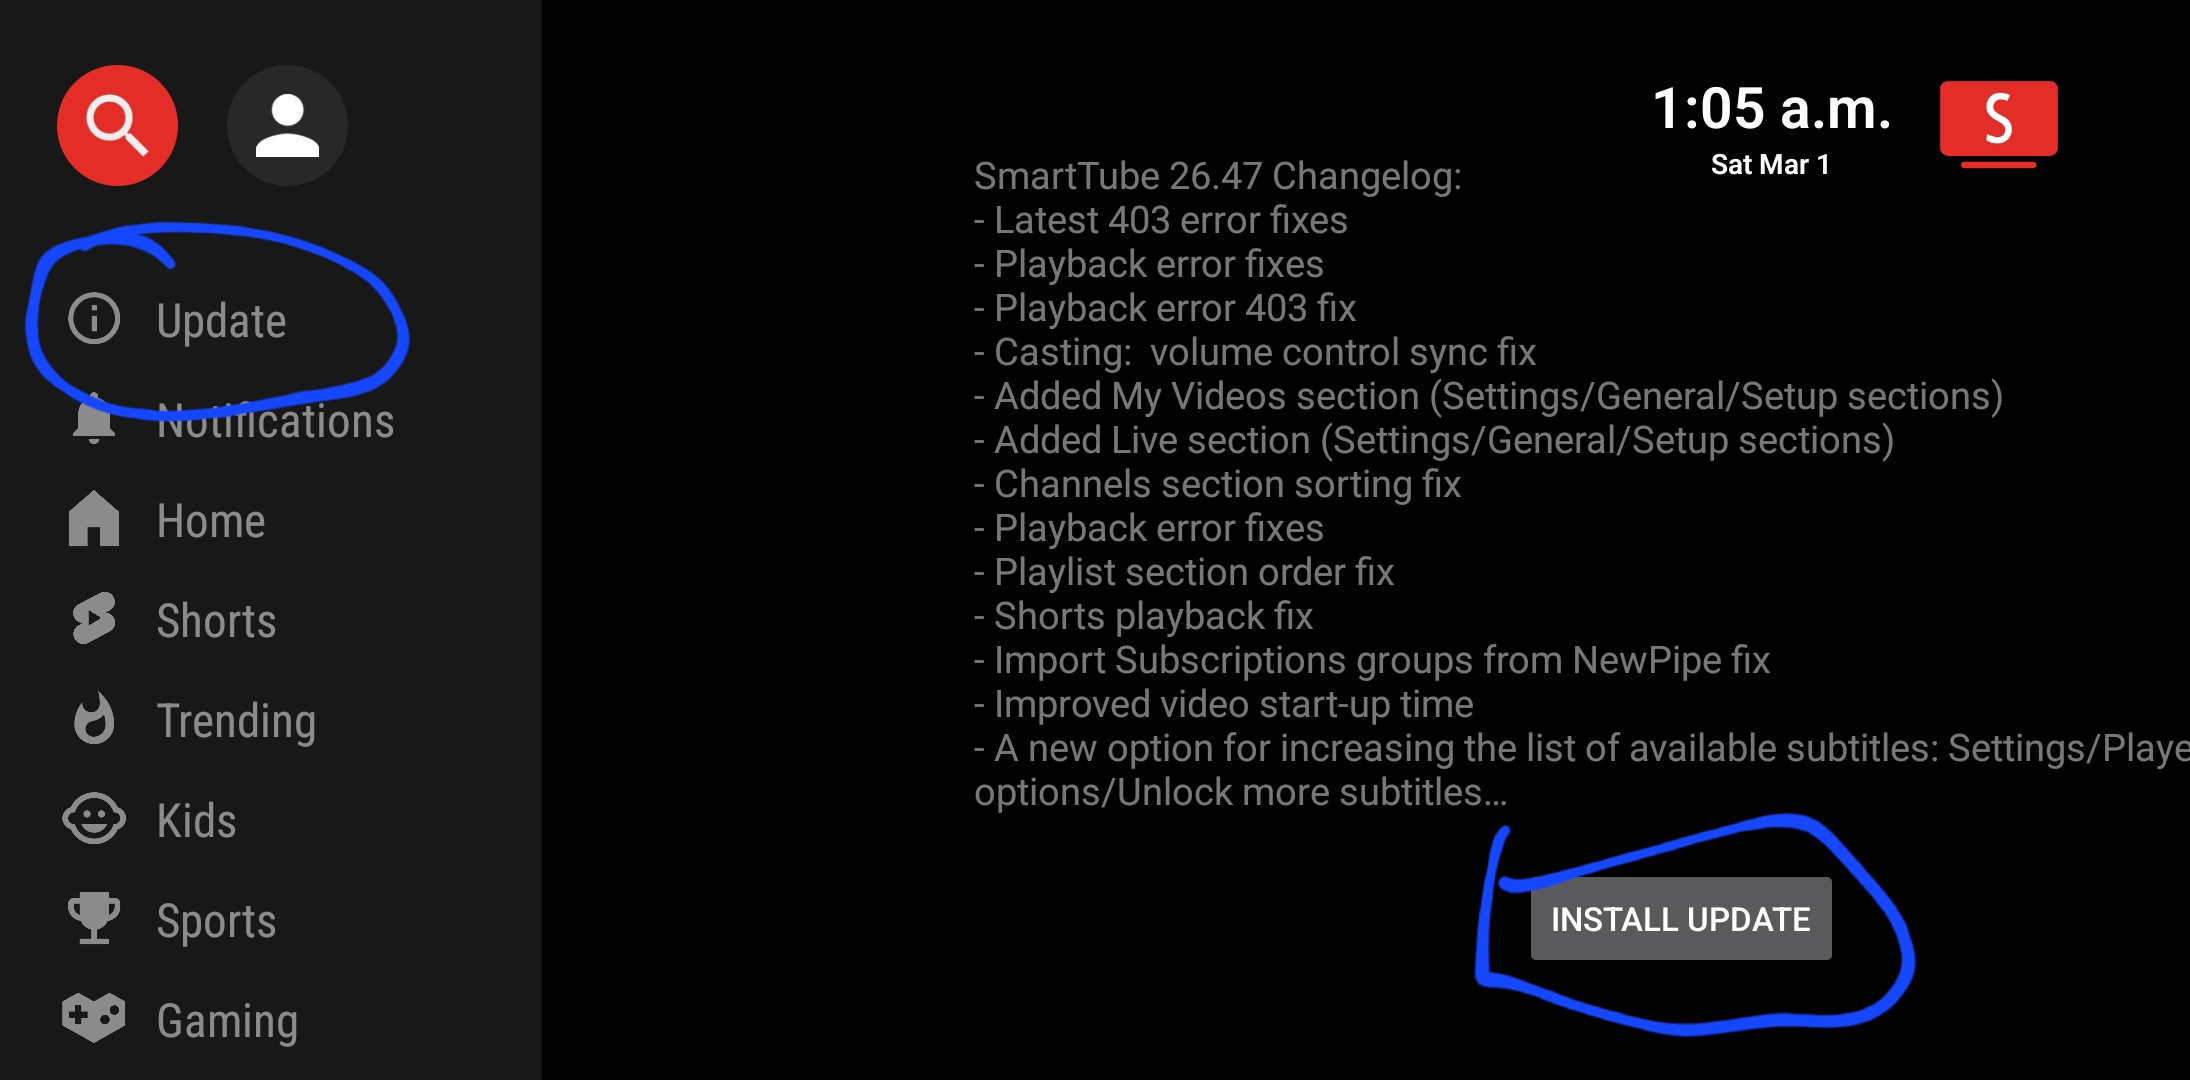 Update
Notifications
Home
Shorts
Trending
Kids
Sports
Gaming
1:05 a.m.
Sat Mar 1
S
SmartTube 26.47 Changelog:
- Latest 403 error fixes
- Playback error fixes
- Playback error 403 fix
- Casting:  volume control sync fix
- Added My Videos section (Settings/General/Setup sections)
- Added Live section (Settings/General/Setup sections)
- Channels section sorting fix
- Playback error fixes
- Playlist section order fix
- Shorts playback fix
- Import Subscriptions groups from NewPipe fix
- Improved video start-up time
- A new option for increasing the list of available subtitles: Settings/Playe
options/Unlock more subtitles…
INSTALL UPDATE